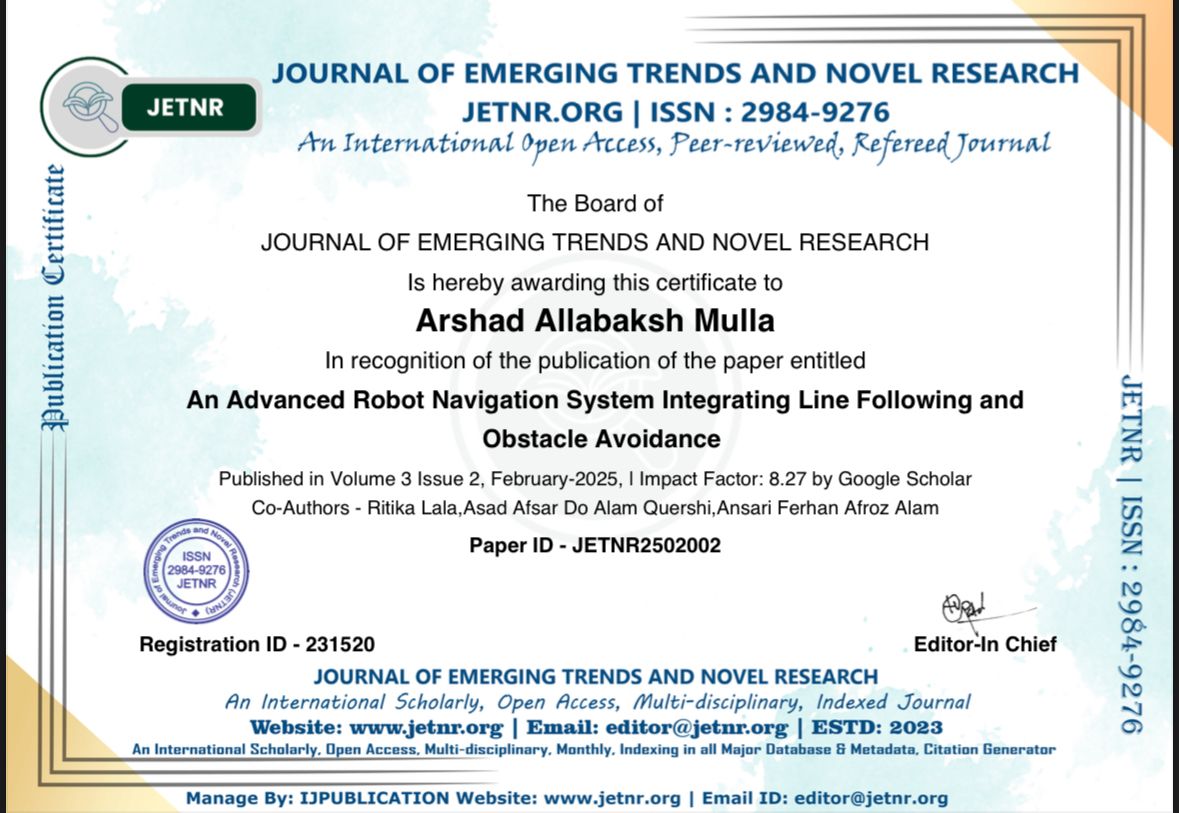 JETNR
JOURNAL OF EMERGING TRENDS AND NOVEL RESEARCH
JETNR.ORG | ISSN : 2984-9276
An International Open Access, Peer-reviewed, Refereed Journal
Publication Certificate
The Board of
JOURNAL OF EMERGING TRENDS AND NOVEL RESEARCH
Is hereby awarding this certificate to
Arshad Allabaksh Mulla
In recognition of the publication of the paper entitled
An Advanced Robot Navigation System Integrating Line Following and
Obstacle Avoidance
Published in Volume 3 Issue 2, February-2025, | Impact Factor: 8.27 by Google Scholar
Co-Authors - Ritika Lala,Asad Afsar Do Alam Quershi,Ansari Ferhan Afroz Alam
Paper ID - JETNR2502002
JETNR | ISSN : 2984-9276
Journal of Emerging Trends and Novel Research (JETNR)
ISSN
2984-9276
JETNR
Registration ID - 231520
Editor-In Chief
JOURNAL OF EMERGING TRENDS AND NOVEL RESEARCH
An International Scholarly, Open Access, Multi-disciplinary, Indexed Journal
Website: www.jetnr.org | Email: editor@jetnr.org | ESTD: 2023
An International Scholarly, Open Access, Multi-disciplinary, Monthly, Indexing in all Major Database & Metadata, Citation Generator
Manage By: IJPUBLICATION Website: www.jetnr.org | Email ID: editor@jetnr.org